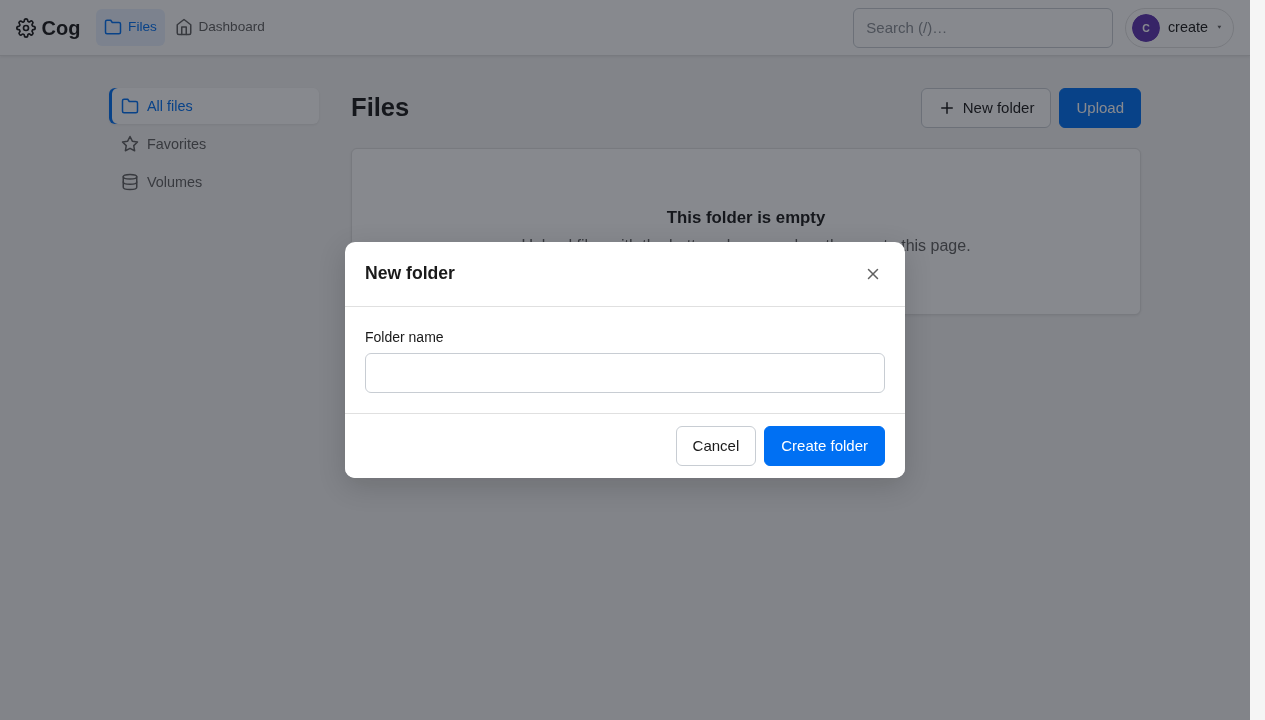 Cog
Files
Dashboard
Search (/)…
C
create
All files
Favorites
Volumes
Files
New folder
Upload
This folder is empty
this page.
New folder
Folder name
Cancel
Create folder